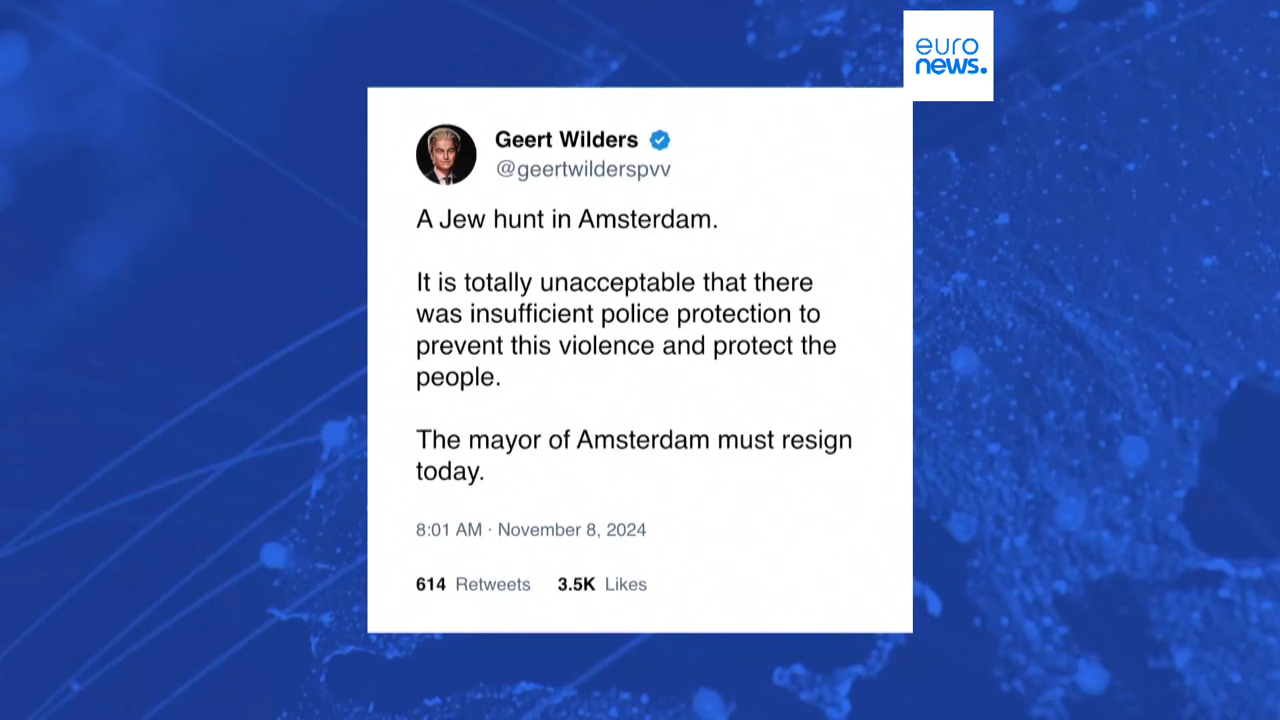 euro
news.
Geert Wilders
@geertwilderspvv
A Jew hunt in Amsterdam.
It is totally unacceptable that there
was insufficient police protection to
prevent this violence and protect the
people.
The mayor of Amsterdam must resign
today.
8:01 AM · November 8, 2024
614 Retweets 3.5K Likes